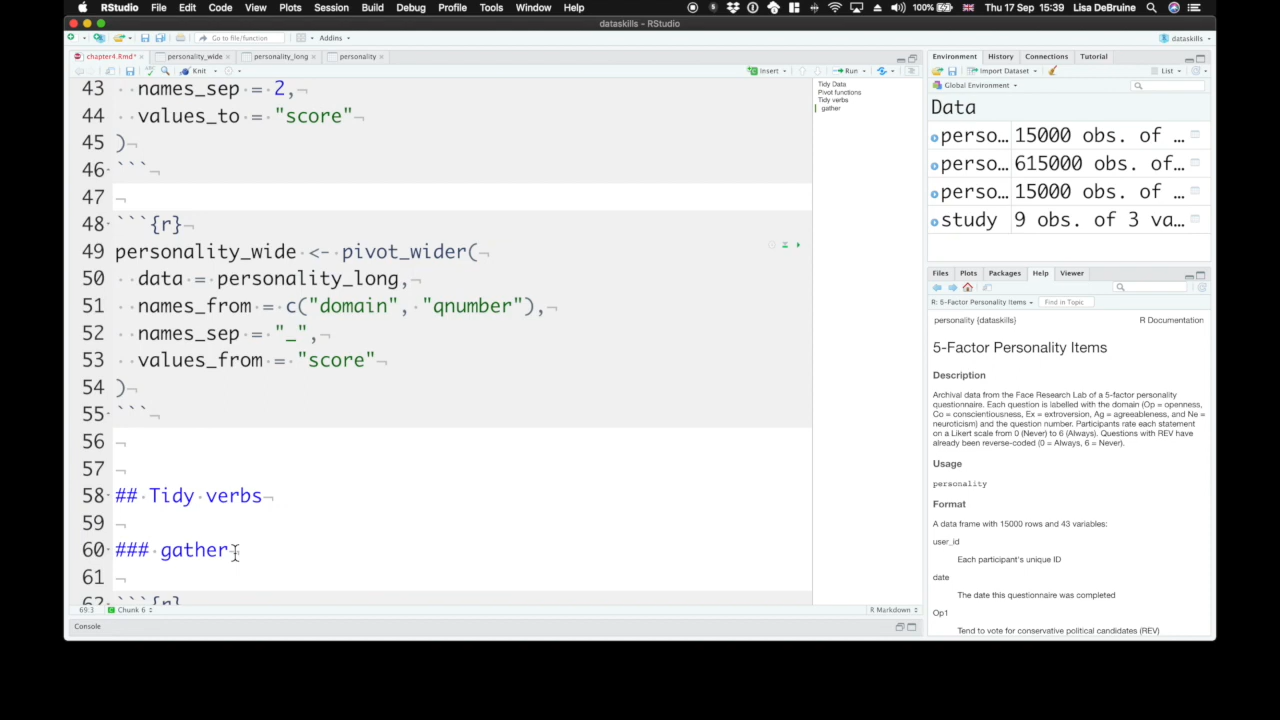 RStudio File Edit Code View Plots Session Build Debug Profile Tools Window Help 100% Thu 17 Sep 15:39 Lisa DeBruine
dataskills - RStudio
Go to file/function Addins dataskills
chapter4.Rmd* personality_wide personality_long personality
Knit Insert Run
43 names_sep = 2,
44 values_to = "score"
45 )
46 ```
47
48 ```{r}
49 personality_wide <- pivot_wider(
50 data = personality_long,
51 names_from = c("domain", "qnumber"),
52 names_sep = "_",
53 values_from = "score"
54 )
55 ```
56
57
58 ## Tidy verbs
59
60 ### gather
61
62 ```{r}
69:3 Chunk 6 R Markdown
Console
Tidy Data
Pivot functions
Tidy verbs
gather
Environment History Connections Tutorial
Import Dataset List
Global Environment
Data
perso… 15000 obs. of …
perso… 615000 obs. of…
perso… 15000 obs. of …
study 9 obs. of 3 va…
Files Plots Packages Help Viewer
R: 5-Factor Personality Items Find in Topic
personality {dataskills} R Documentation
5-Factor Personality Items
Description
Archival data from the Face Research Lab of a 5-factor personality
questionnaire. Each question is labelled with the domain (Op = openness,
Co = conscientiousness, Ex = extroversion, Ag = agreeableness, and Ne =
neuroticism) and the question number. Participants rate each statement
on a Likert scale from 0 (Never) to 6 (Always). Questions with REV have
already been reverse-coded (0 = Always, 6 = Never).
Usage
personality
Format
A data frame with 15000 rows and 43 variables:
user_id
Each participant's unique ID
date
The date this questionnaire was completed
Op1
Tend to vote for conservative political candidates (REV)